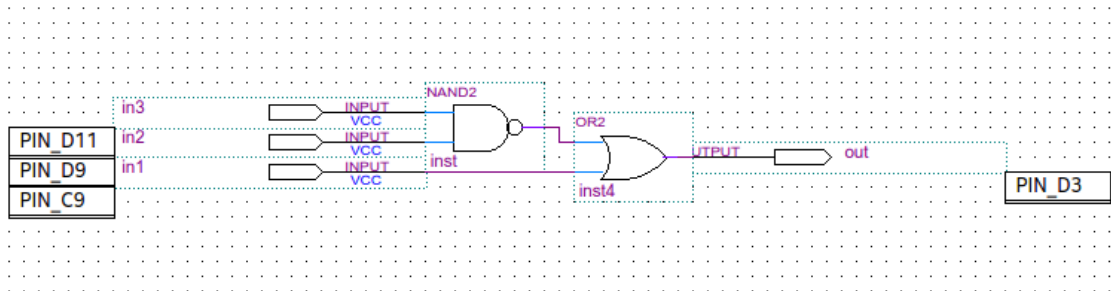 NAND2
in3
INPUT
VCC
OR2
in2
INPUT
VCC
PIN_D11
in1
INPUT
VCC
inst
UTPUT
out
PIN_D9
PIN_C9
inst4
PIN_D3